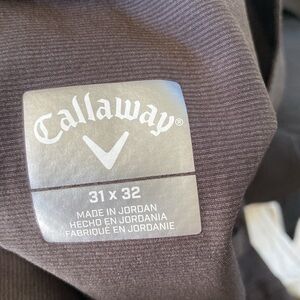 Callaway®
31 x 32
MADE IN JORDAN
HECHO EN JORDANIA
FABRIQUÉ EN JORDANIE